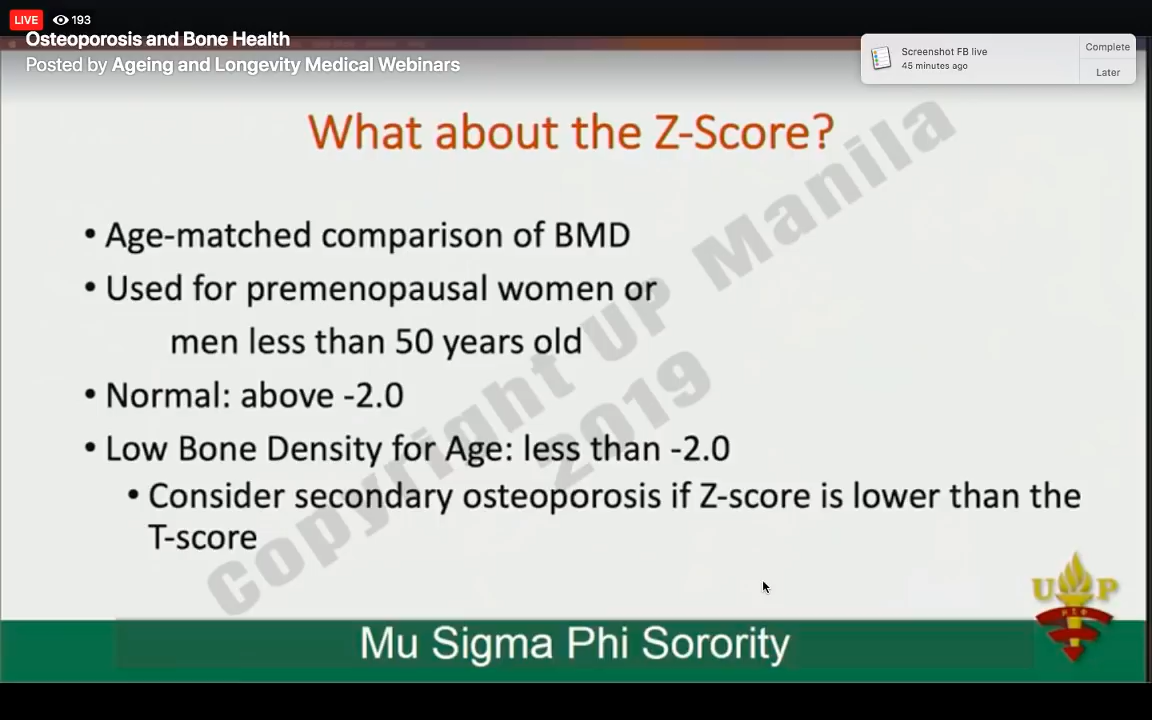 LIVE 193
Osteoporosis and Bone Health
Posted by Ageing and Longevity Medical Webinars
Screenshot FB live
45 minutes ago
Complete
Later
What about the Z-Score?
• Age-matched comparison of BMD
• Used for premenopausal women or
men less than 50 years old
• Normal: above -2.0
• Low Bone Density for Age: less than -2.0
• Consider secondary osteoporosis if Z-score is lower than the
T-score
Copyright UP Manila
2019
UP
ΜΣΦ
Mu Sigma Phi Sorority